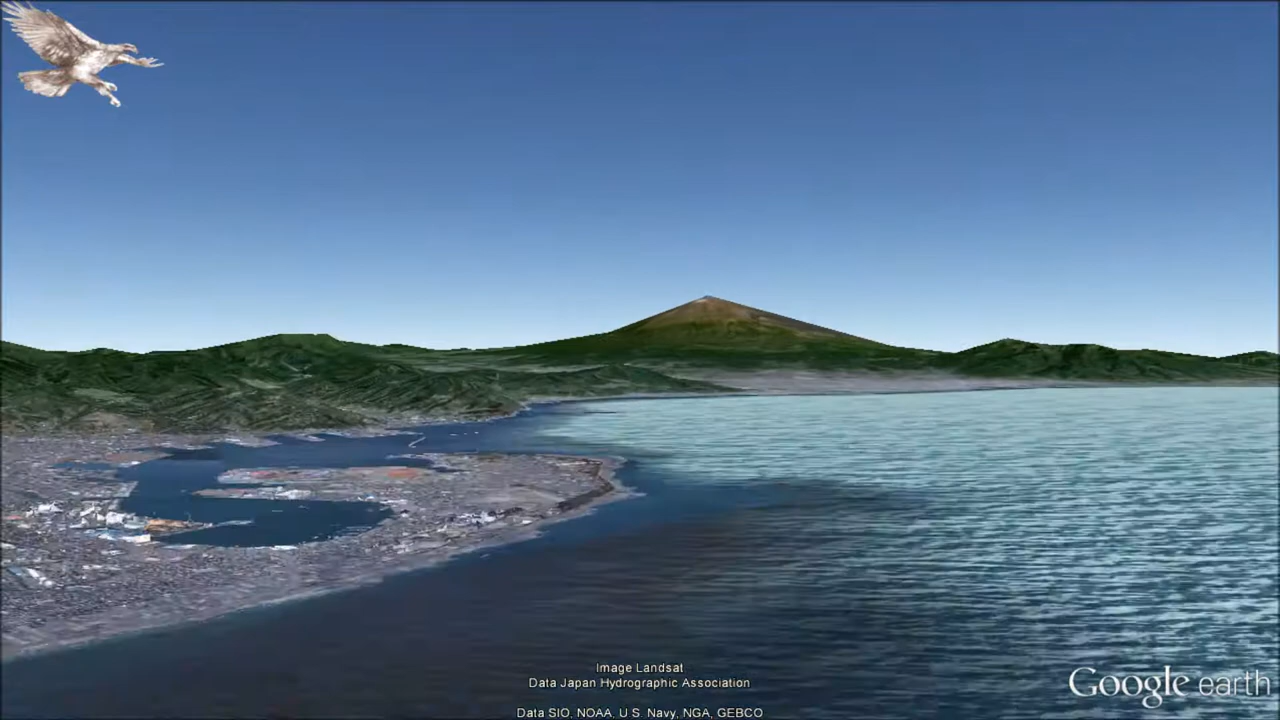 Image Landsat
Data Japan Hydrographic Association
Data SIO, NOAA, U.S. Navy, NGA, GEBCO
Google earth